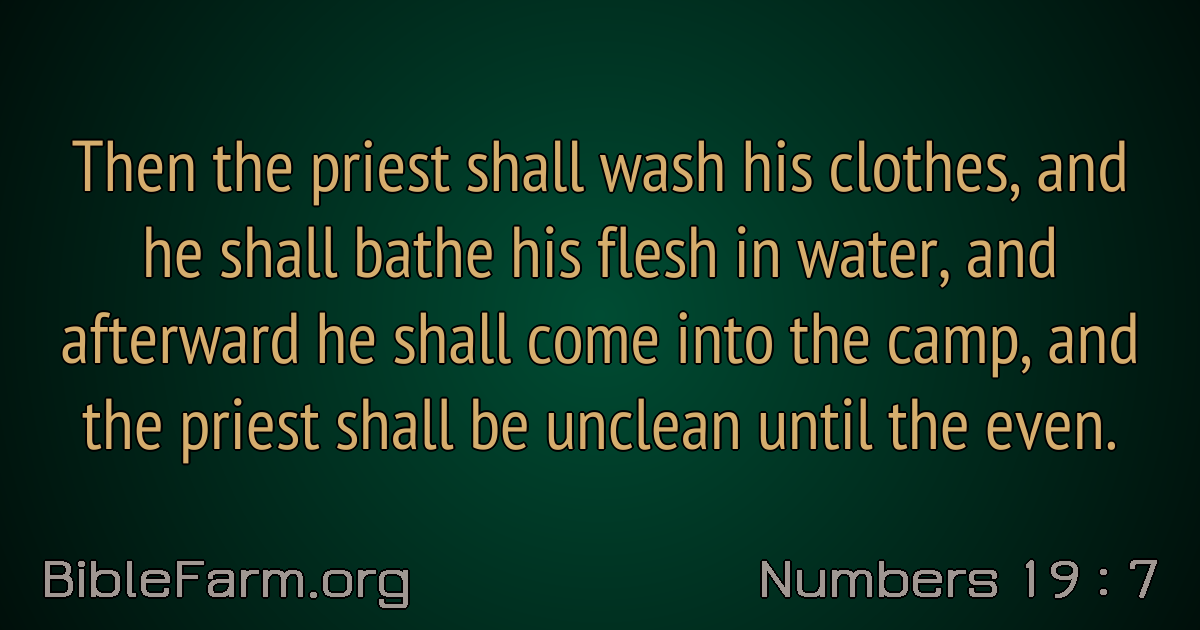 Then the priest shall wash his clothes, and
he shall bathe his flesh in water, and
afterward he shall come into the camp, and
the priest shall be unclean until the even.
BibleFarm.org
Numbers 19 : 7